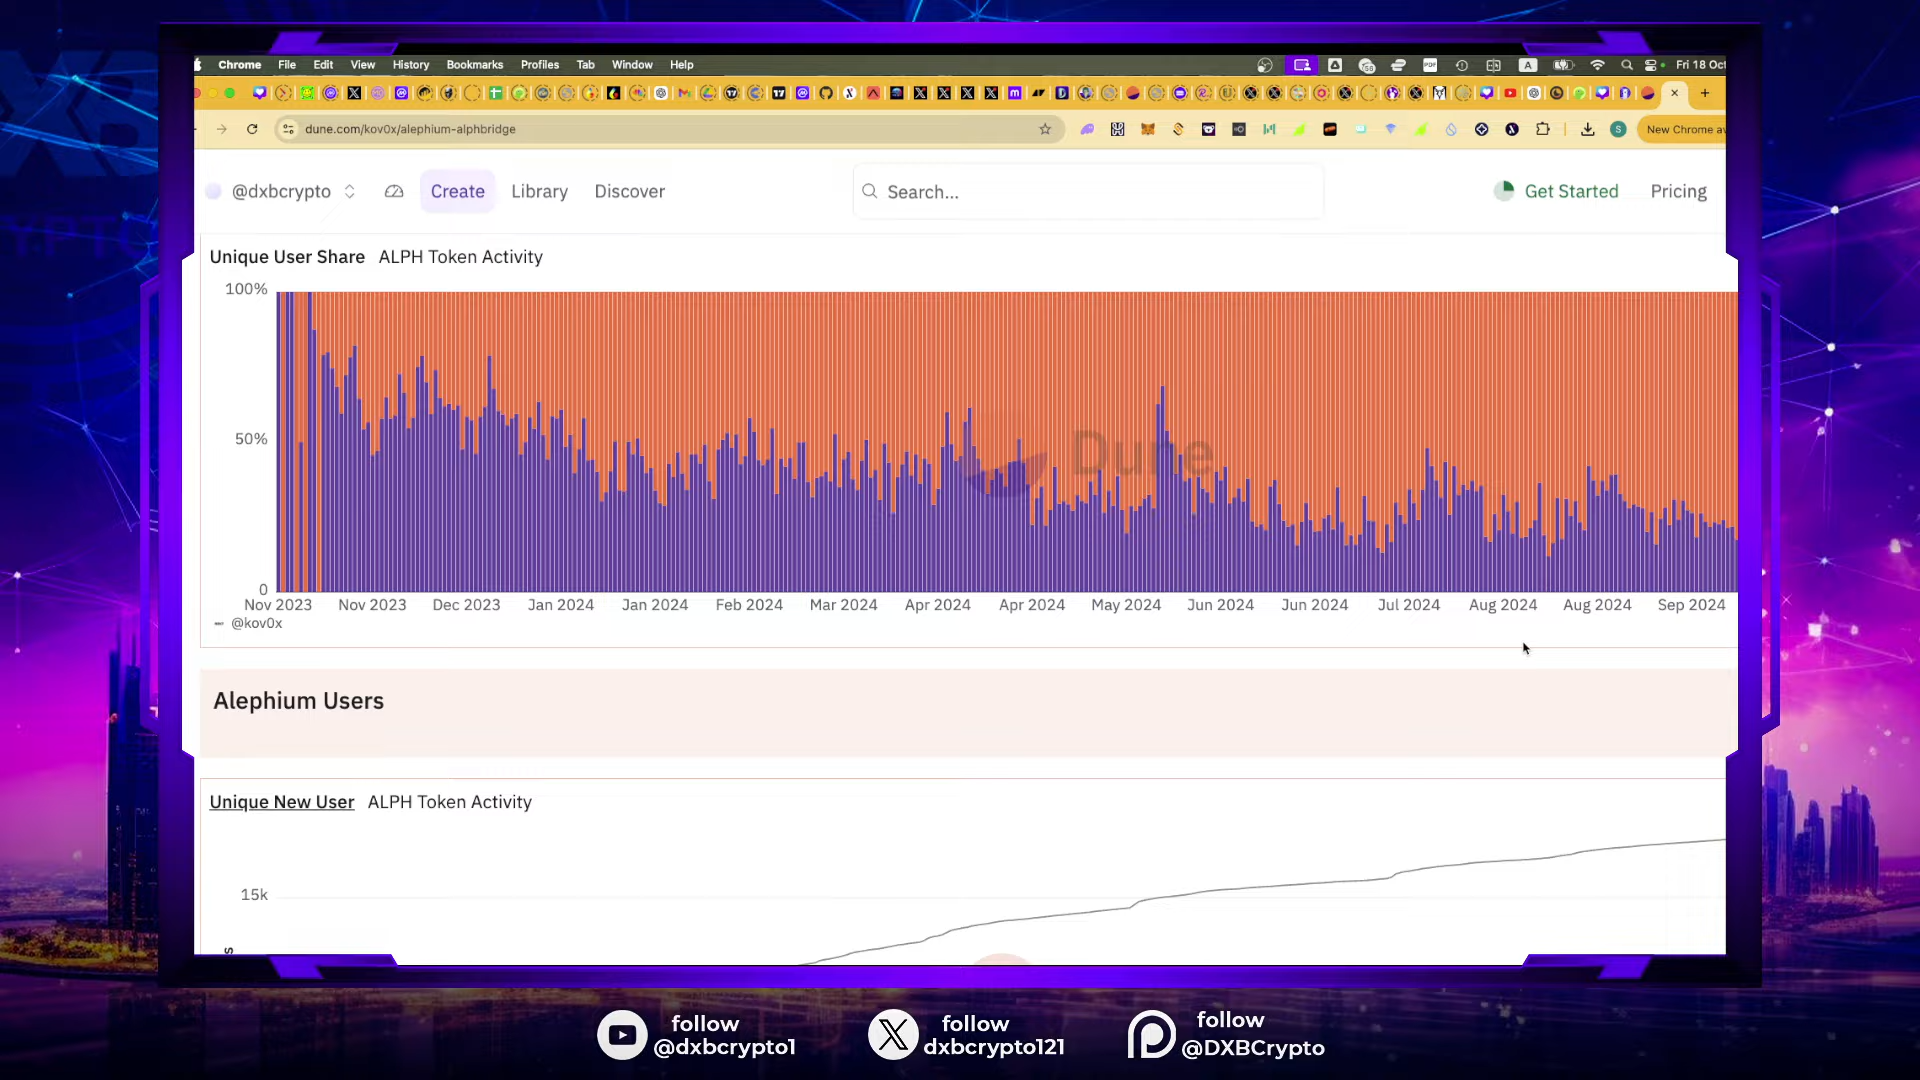 Chrome File Edit View History Bookmarks Profiles Tab Window Help Fri 18 Oct
dune.com/kov0x/alephium-alphbridge
New Chrome av
@dxbcrypto Create Library Discover Search... Get Started Pricing
Unique User Share ALPH Token Activity
100%
50%
0
Dune
Nov 2023 Nov 2023 Dec 2023 Jan 2024 Jan 2024 Feb 2024 Mar 2024 Apr 2024 Apr 2024 May 2024 Jun 2024 Jun 2024 Jul 2024 Aug 2024 Aug 2024 Sep 2024
@kov0x
Alephium Users
Unique New User ALPH Token Activity
15k
follow
@dxbcrypto1
follow
dxbcrypto121
follow
@DXBCrypto